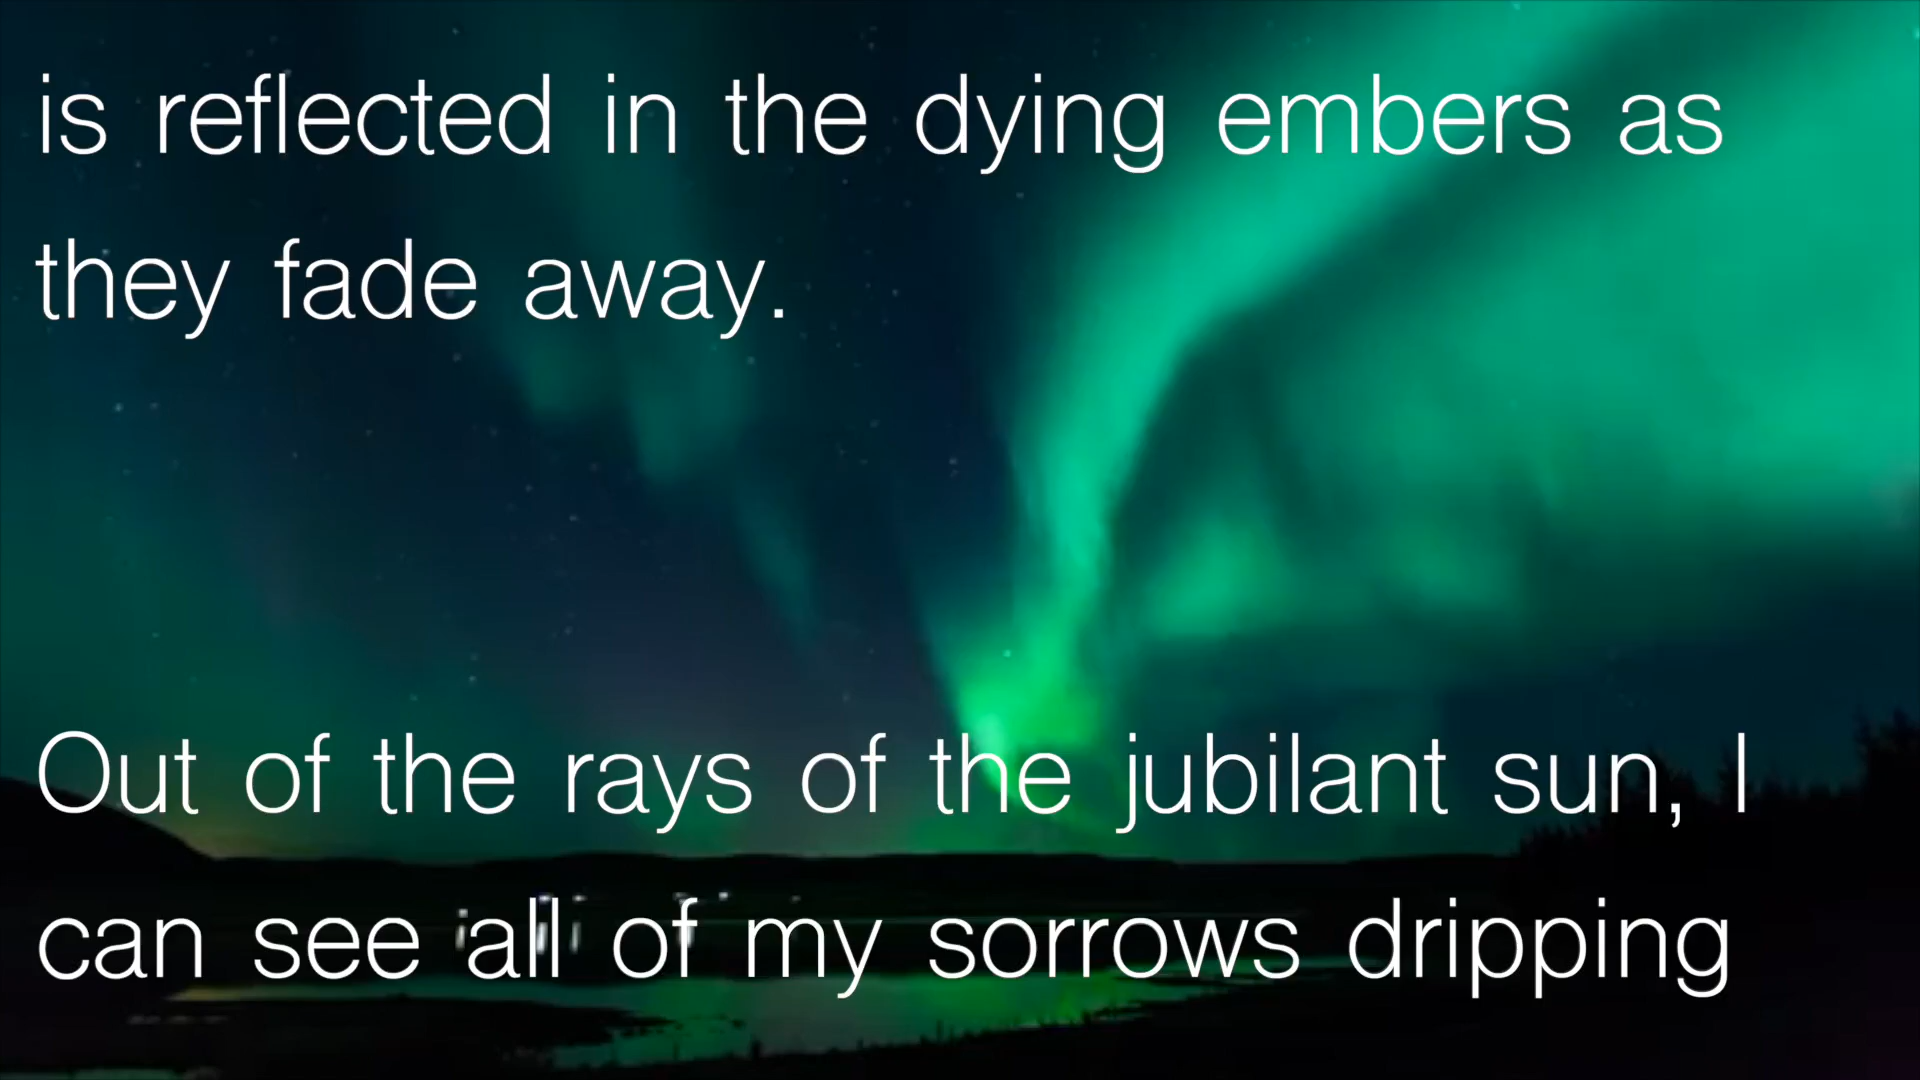 is reflected in the dying embers as
they fade away.
Out of the rays of the jubilant sun, I
can see all of my sorrows dripping